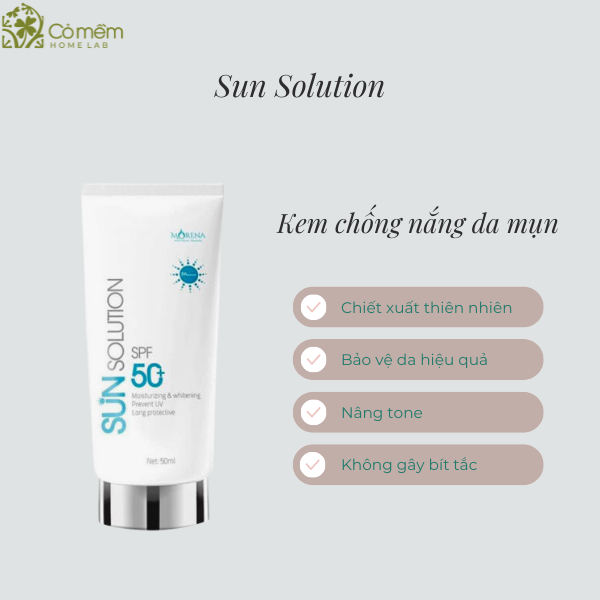 Cỏ mềm
HOME LAB
Sun Solution
Kem chống nắng da mụn
MORENA
SUN SOLUTION
SPF
50+
Moisturizing & whitening
Prevent UV
Long protective
Net: 50ml
Chiết xuất thiên nhiên
Bảo vệ da hiệu quả
Nâng tone
Không gây bít tắc